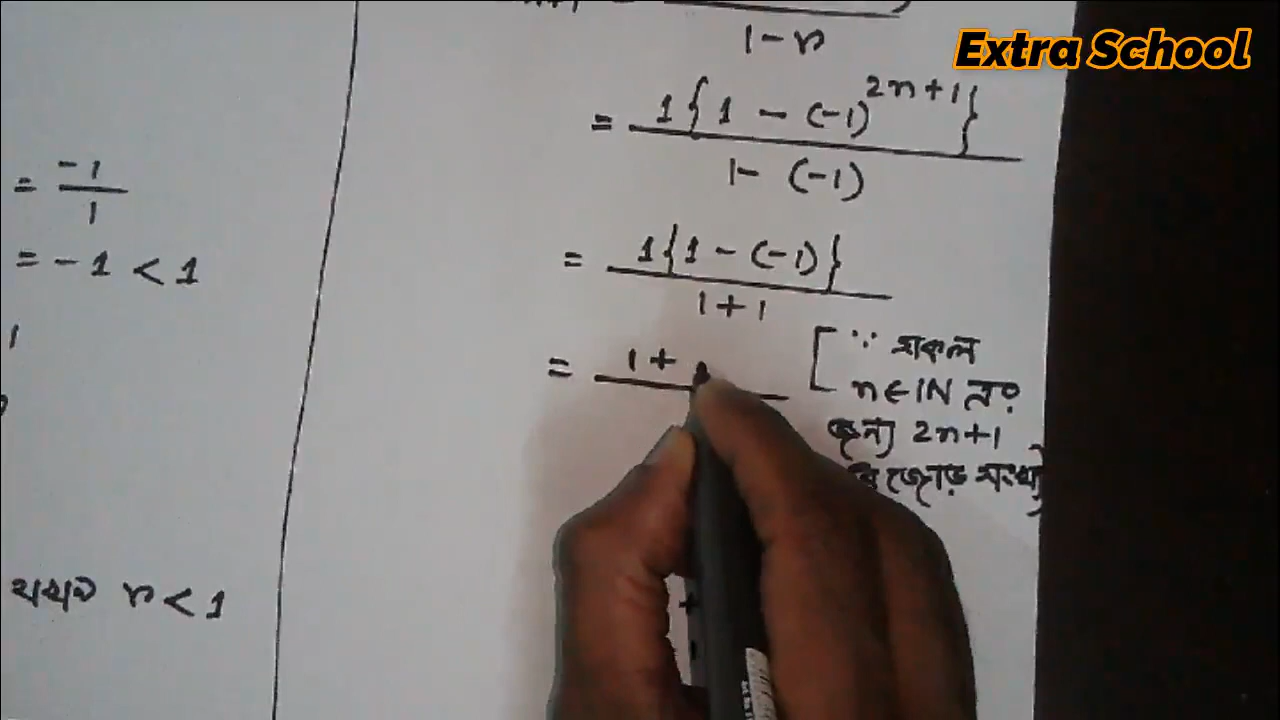 Extra School
1 - r
= 1{1 - (-1)^{2n+1}}
1 - (-1)
= -1
1
= -1 < 1
= 1{1 - (-1)}
1 + 1
= 1 +
[∵ সকল
n ∈ IN এর
জন্য 2n+1
বিজোড় সংখ্যা]
যখন r < 1